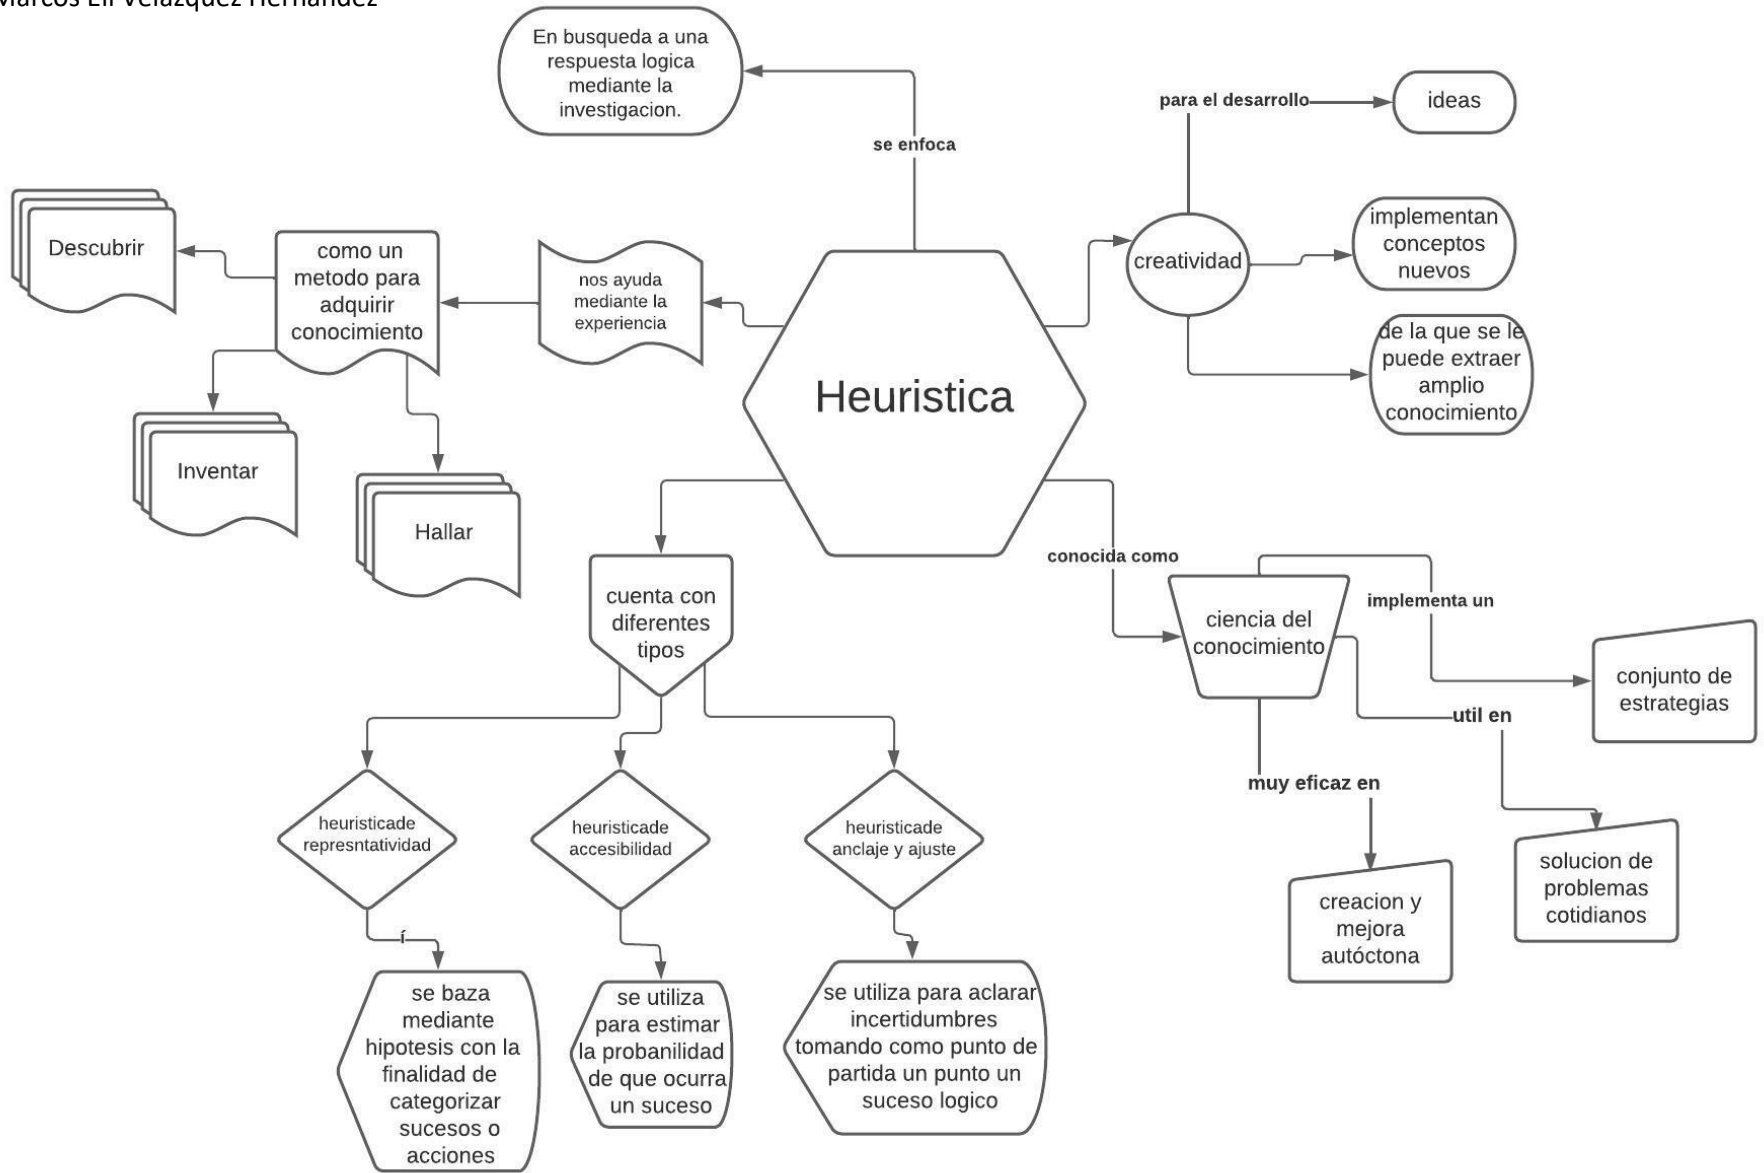 Marcos Eli Velázquez Hernández
En busqueda a una
respuesta logica
mediante la
investigacion.
se enfoca
para el desarrollo
ideas
creatividad
implementan
conceptos
nuevos
de la que se le
puede extraer
amplio
conocimiento
Descubrir
como un
metodo para
adquirir
conocimiento
nos ayuda
mediante la
experiencia
Inventar
Hallar
Heuristica
cuenta con
diferentes
tipos
conocida como
ciencia del
conocimiento
implementa un
conjunto de
estrategias
util en
solucion de
problemas
cotidianos
muy eficaz en
creacion y
mejora
autóctona
heuristicade
represntatividad
heuristicade
accesibilidad
heuristicade
anclaje y ajuste
í
se baza
mediante
hipotesis con la
finalidad de
categorizar
sucesos o
acciones
se utiliza
para estimar
la probanilidad
de que ocurra
un suceso
se utiliza para aclarar
incertidumbres
tomando como punto de
partida un punto un
suceso logico